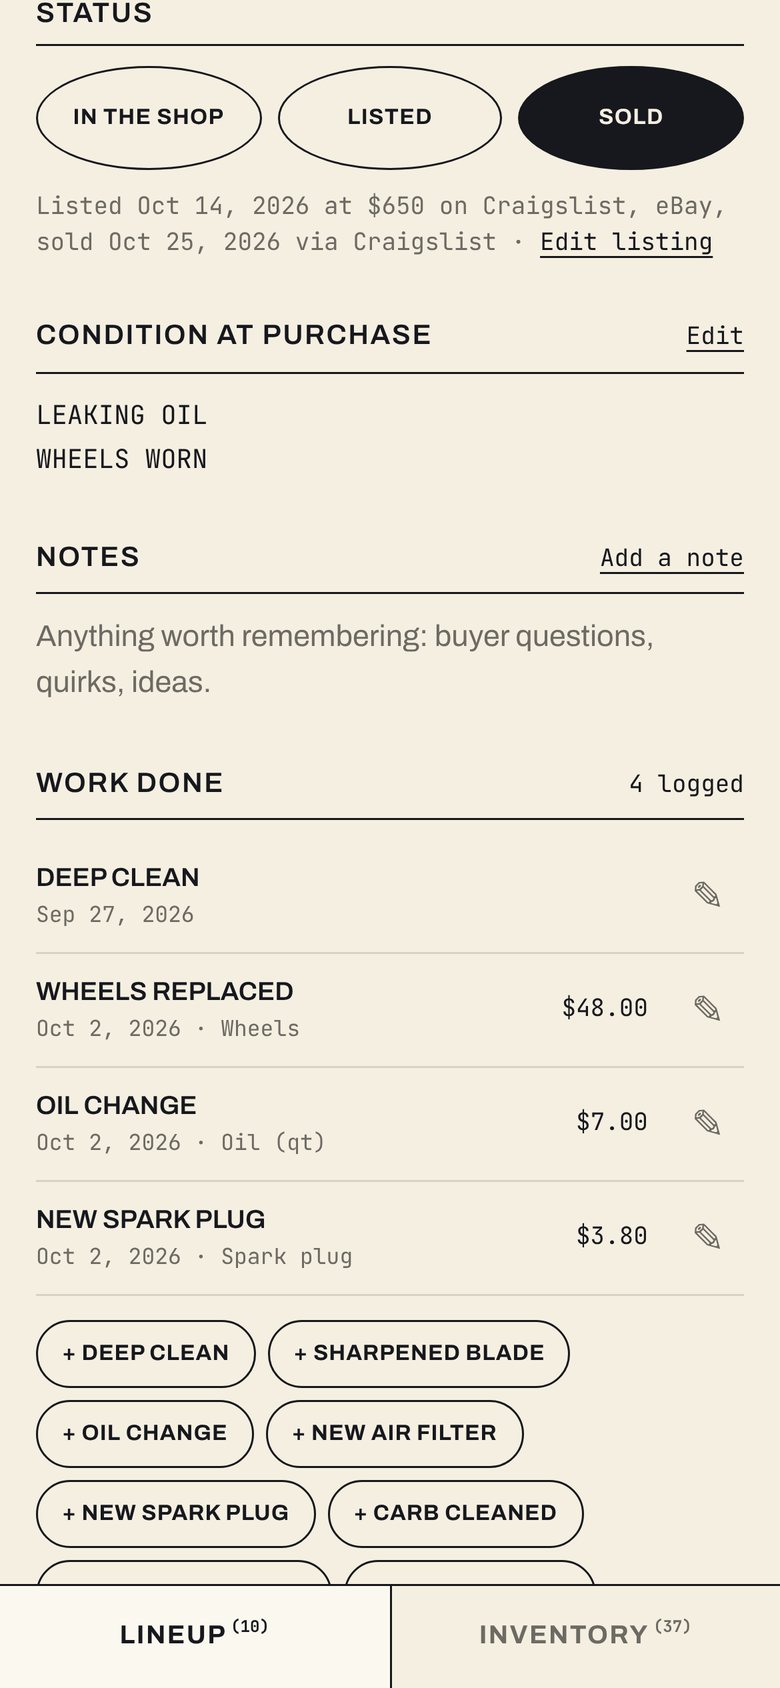 STATUS
IN THE SHOP
LISTED
SOLD
Listed Oct 14, 2026 at $650 on Craigslist, eBay,
sold Oct 25, 2026 via Craigslist · Edit listing
CONDITION AT PURCHASE
Edit
LEAKING OIL
WHEELS WORN
NOTES
Add a note
Anything worth remembering: buyer questions,
quirks, ideas.
WORK DONE
4 logged
DEEP CLEAN
Sep 27, 2026
WHEELS REPLACED
Oct 2, 2026 · Wheels
$48.00
OIL CHANGE
Oct 2, 2026 · Oil (qt)
$7.00
NEW SPARK PLUG
Oct 2, 2026 · Spark plug
$3.80
+ DEEP CLEAN
+ SHARPENED BLADE
+ OIL CHANGE
+ NEW AIR FILTER
+ NEW SPARK PLUG
+ CARB CLEANED
LINEUP (10)
INVENTORY (37)